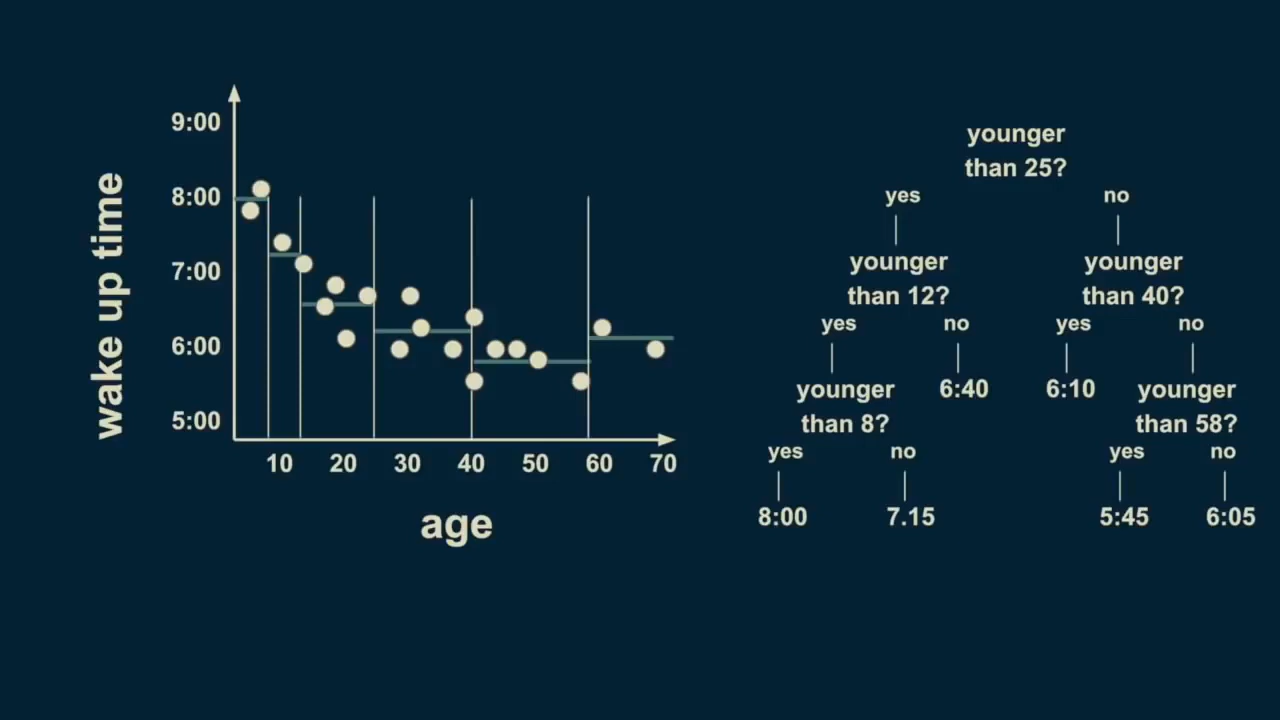 9:00
8:00
7:00
6:00
5:00
wake up time
10 20 30 40 50 60 70
age
younger
than 25?
yes no
younger younger
than 12? than 40?
yes no yes no
younger 6:40 6:10 younger
than 8? than 58?
yes no yes no
8:00 7.15 5:45 6:05